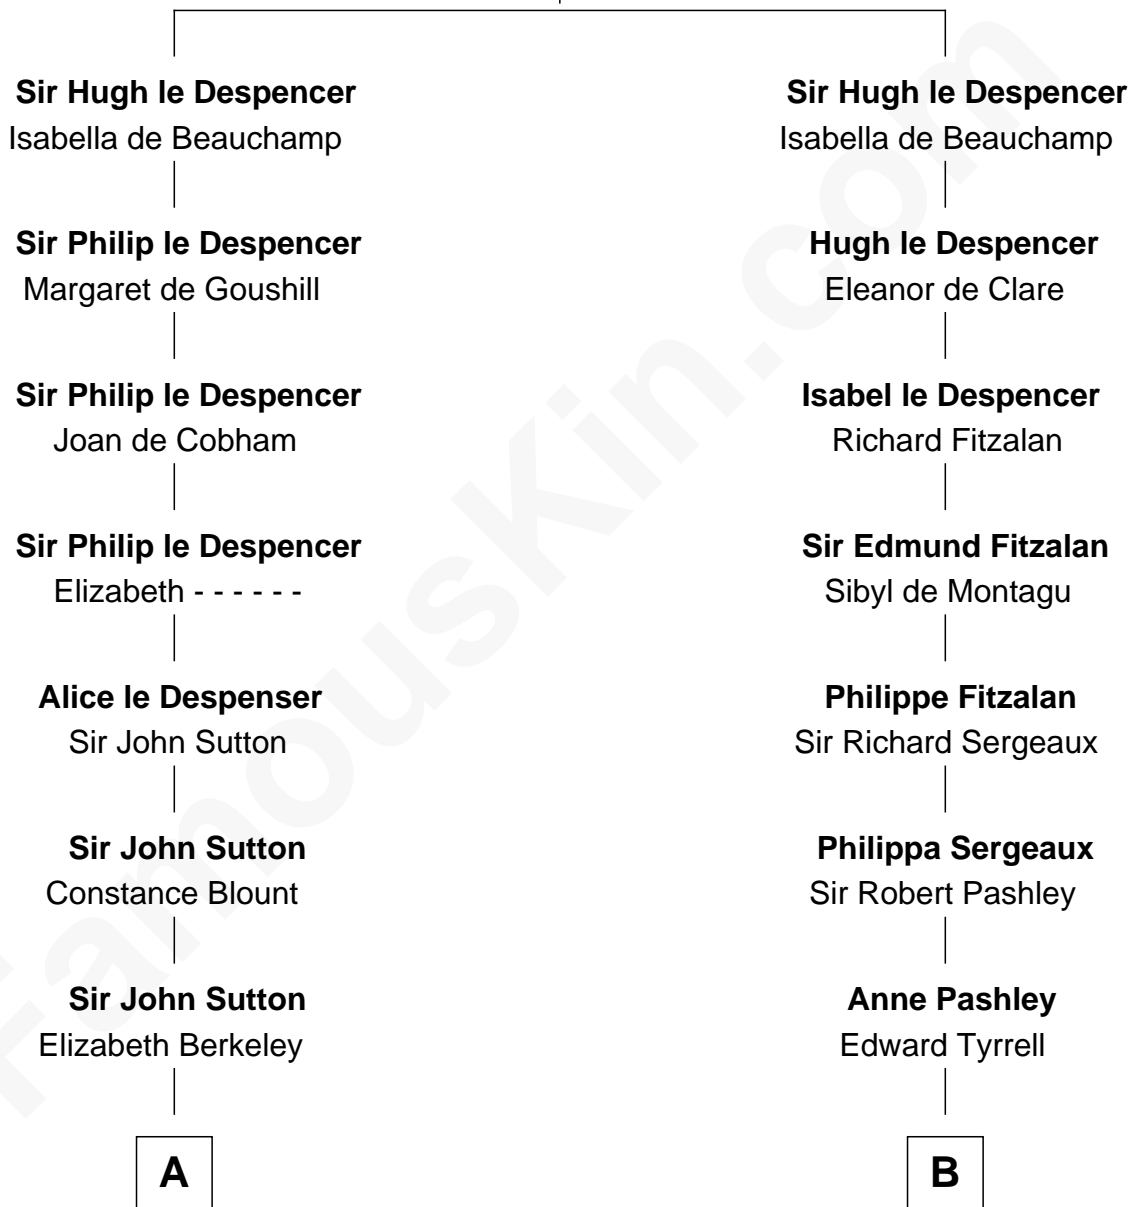 Sir Hugh le Despencer
Isabella de Beauchamp
Sir Philip le Despencer
Margaret de Goushill
Sir Philip le Despencer
Joan de Cobham
Sir Philip le Despencer
Elizabeth - - - - - -
Alice le Despenser
Sir John Sutton
Sir John Sutton
Constance Blount
Sir John Sutton
Elizabeth Berkeley
A
Sir Hugh le Despencer
Isabella de Beauchamp
Hugh le Despencer
Eleanor de Clare
Isabel le Despencer
Richard Fitzalan
Sir Edmund Fitzalan
Sibyl de Montagu
Philippe Fitzalan
Sir Richard Sergeaux
Philippa Sergeaux
Sir Robert Pashley
Anne Pashley
Edward Tyrrell
B
FamousKin.com